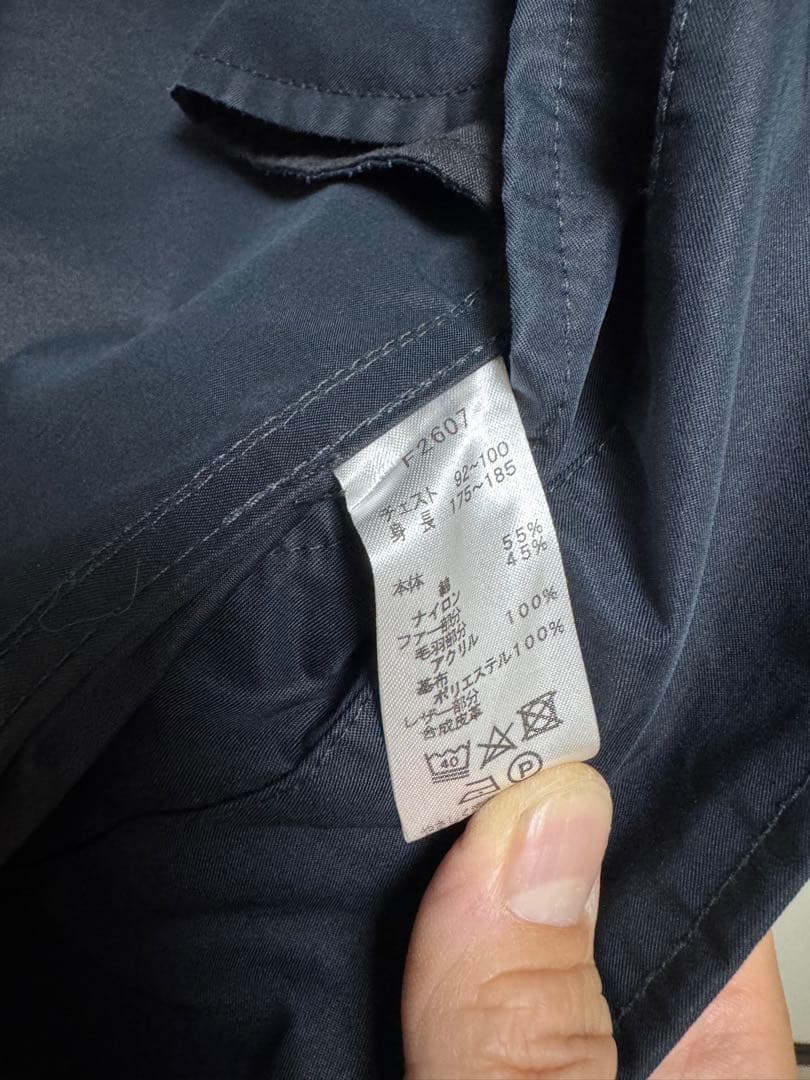 F2607
チェスト 92~100
身長 175~185
本体 綿 55%
ナイロン 45%
ファー部分
毛羽部分
アクリル 100%
基布
ポリエステル100%
レザー部分
合成皮革
40
P